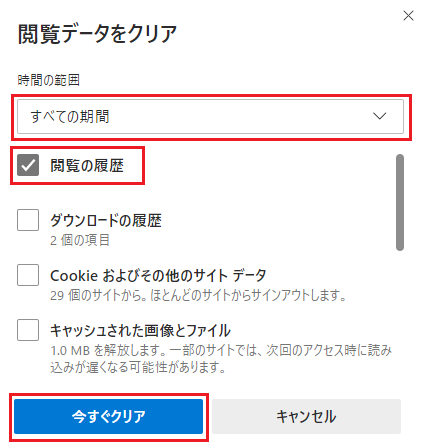 閲覧データをクリア
時間の範囲
すべての期間
閲覧の履歴
ダウンロードの履歴
2 個の項目
Cookie およびその他のサイト データ
29 個のサイトから。ほとんどのサイトからサインアウトします。
キャッシュされた画像とファイル
1.0 MB を解放します。一部のサイトでは、次回のアクセス時に読み
込みが遅くなる可能性があります。
今すぐクリア
キャンセル